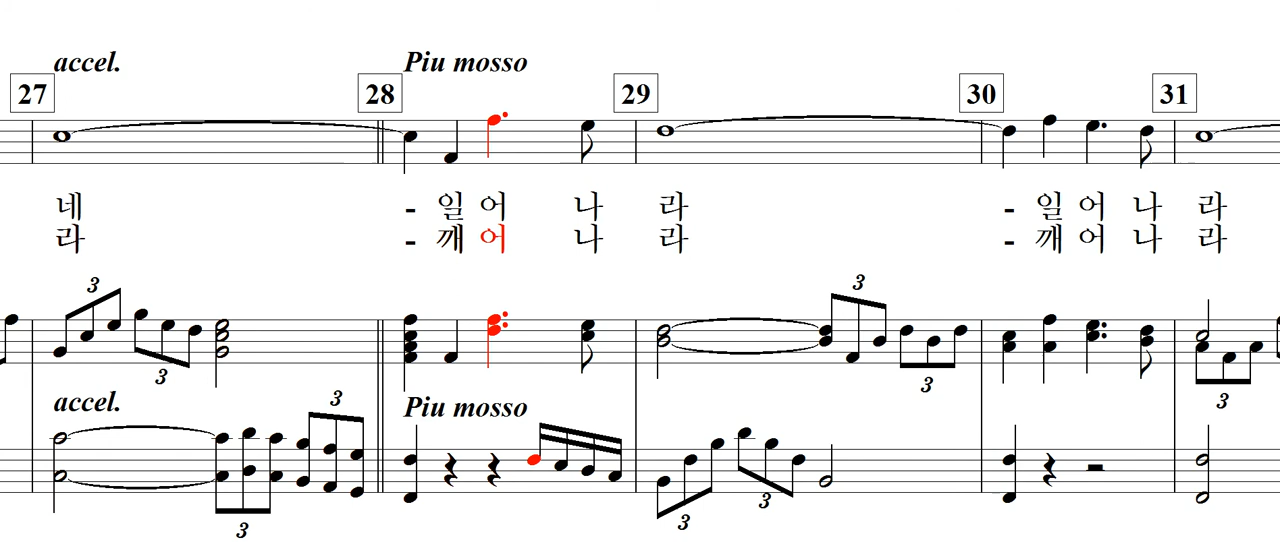 accel. Piu mosso
27 28 29 30 31
네 - 일 어 나 라 - 일 어 나 라
라 - 깨 어 나 라 - 깨 어 나 라
3 3 3 3 3
accel. Piu mosso
3 3 3 3